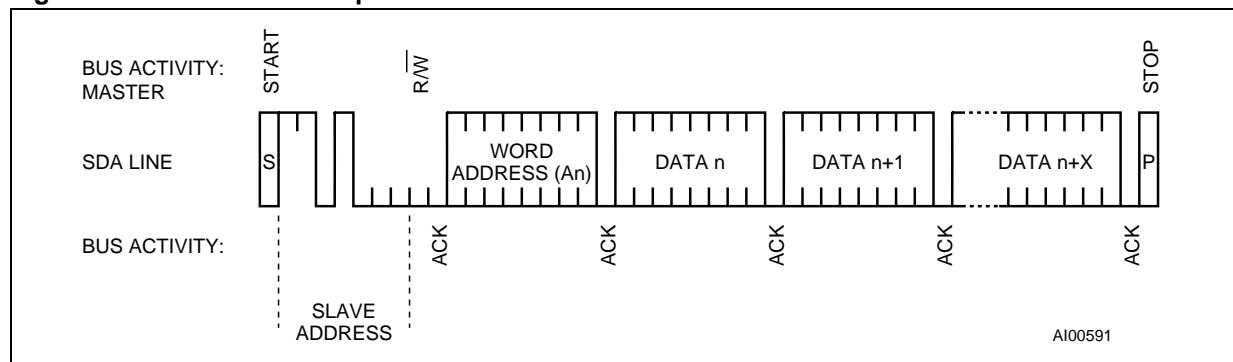 BUS ACTIVITY:
MASTER
START
R/W
STOP
SDA LINE
S
WORD
ADDRESS (An)
DATA n
DATA n+1
DATA n+X
P
BUS ACTIVITY:
ACK
ACK
ACK
ACK
ACK
SLAVE
ADDRESS
AI00591